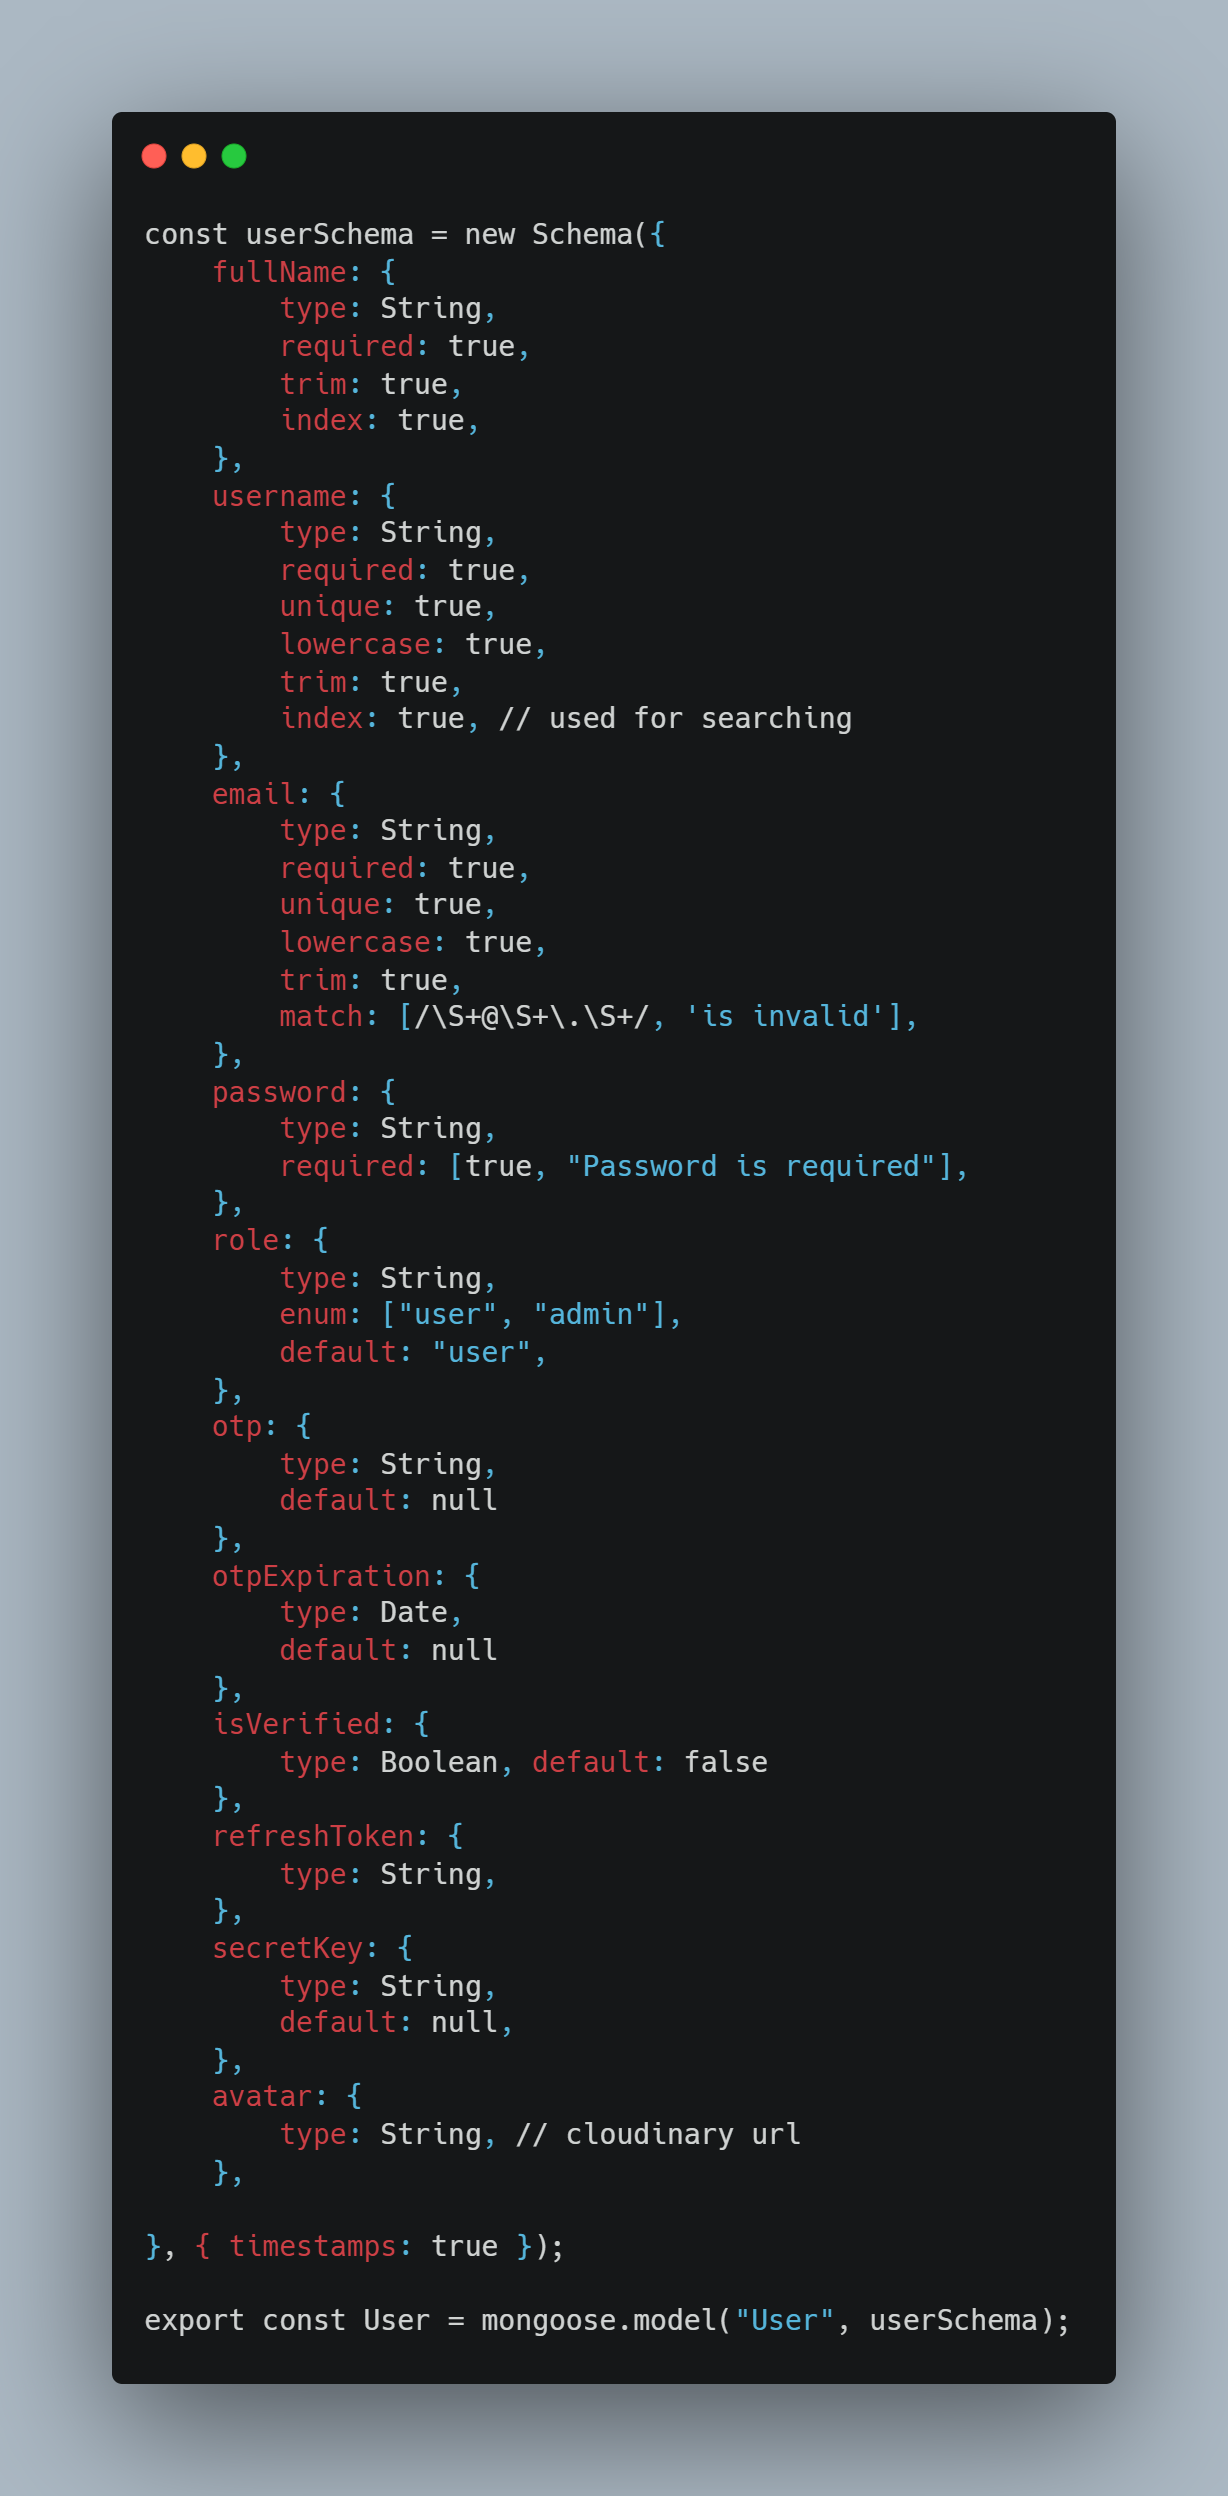 const userSchema = new Schema({
    fullName: {
        type: String,
        required: true,
        trim: true,
        index: true,
    },
    username: {
        type: String,
        required: true,
        unique: true,
        lowercase: true,
        trim: true,
        index: true, // used for searching
    },
    email: {
        type: String,
        required: true,
        unique: true,
        lowercase: true,
        trim: true,
        match: [/\S+@\S+\.\S+/, 'is invalid'],
    },
    password: {
        type: String,
        required: [true, "Password is required"],
    },
    role: {
        type: String,
        enum: ["user", "admin"],
        default: "user",
    },
    otp: {
        type: String,
        default: null
    },
    otpExpiration: {
        type: Date,
        default: null
    },
    isVerified: {
        type: Boolean, default: false
    },
    refreshToken: {
        type: String,
    },
    secretKey: {
        type: String,
        default: null,
    },
    avatar: {
        type: String, // cloudinary url
    },

}, { timestamps: true });

export const User = mongoose.model("User", userSchema);